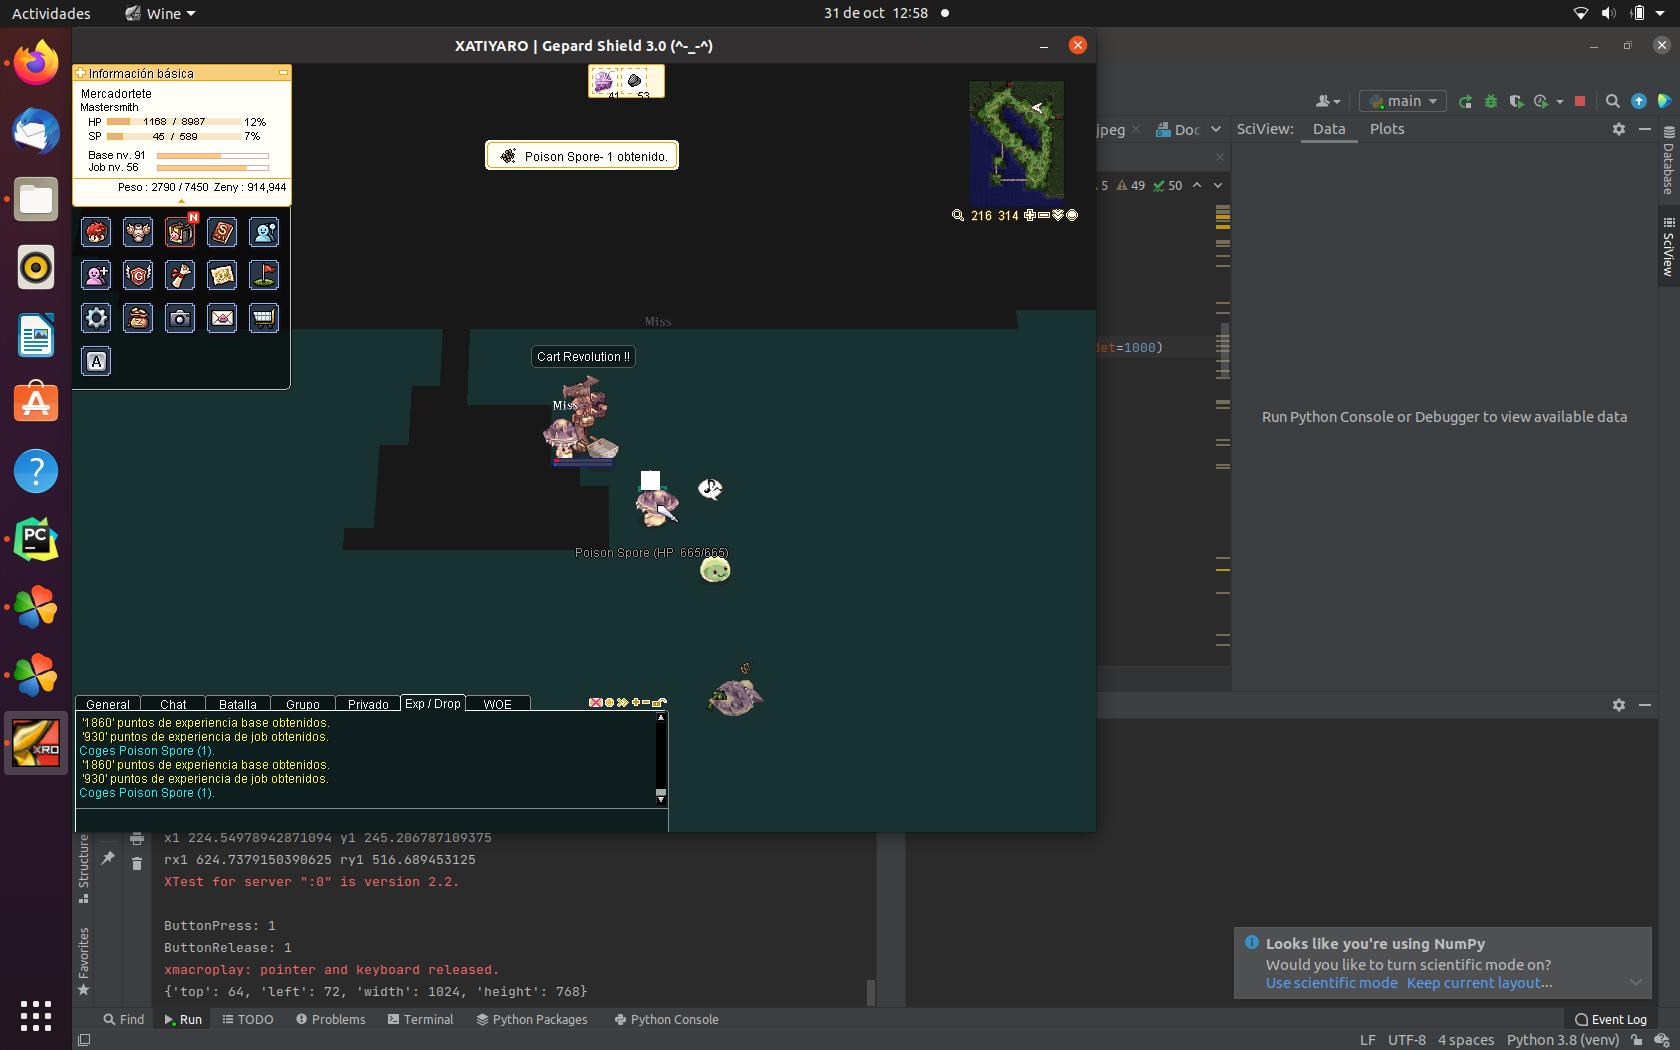 Actividades
Wine
31 de oct 12:58
XATIYARO | Gepard Shield 3.0 (^-_-^)
Información básica
Mercadortete
Mastersmith
HP 1168 / 8987 12%
SP 45 / 589 7%
Base nv. 91
Job nv. 56
Peso : 2790 / 7450 Zeny : 914,944
N
S
G
Z
A
41 53
Poison Spore- 1 obtenido.
216 314
Miss
Cart Revolution !!
Miss
Poison Spore (HP: 665/665)
General Chat Batalla Grupo Privado Exp / Drop WOE
'1860' puntos de experiencia base obtenidos.
'930' puntos de experiencia de job obtenidos.
Coges Poison Spore (1).
'1860' puntos de experiencia base obtenidos.
'930' puntos de experiencia de job obtenidos.
Coges Poison Spore (1).
main
jpeg Doc
SciView: Data Plots
5 49 50
det=1000)
Run Python Console or Debugger to view available data
Database
SciView
PC
XRO
Structure
Favorites
x1 224.54978942871094 y1 245.206787109375
rx1 624.7379150390625 ry1 516.689453125
XTest for server ":0" is version 2.2.
ButtonPress: 1
ButtonRelease: 1
xmacroplay: pointer and keyboard released.
{'top': 64, 'left': 72, 'width': 1024, 'height': 768}
Looks like you're using NumPy
Would you like to turn scientific mode on?
Use scientific mode Keep current layout...
Find Run TODO Problems Terminal Python Packages Python Console
Event Log
LF UTF-8 4 spaces Python 3.8 (venv)